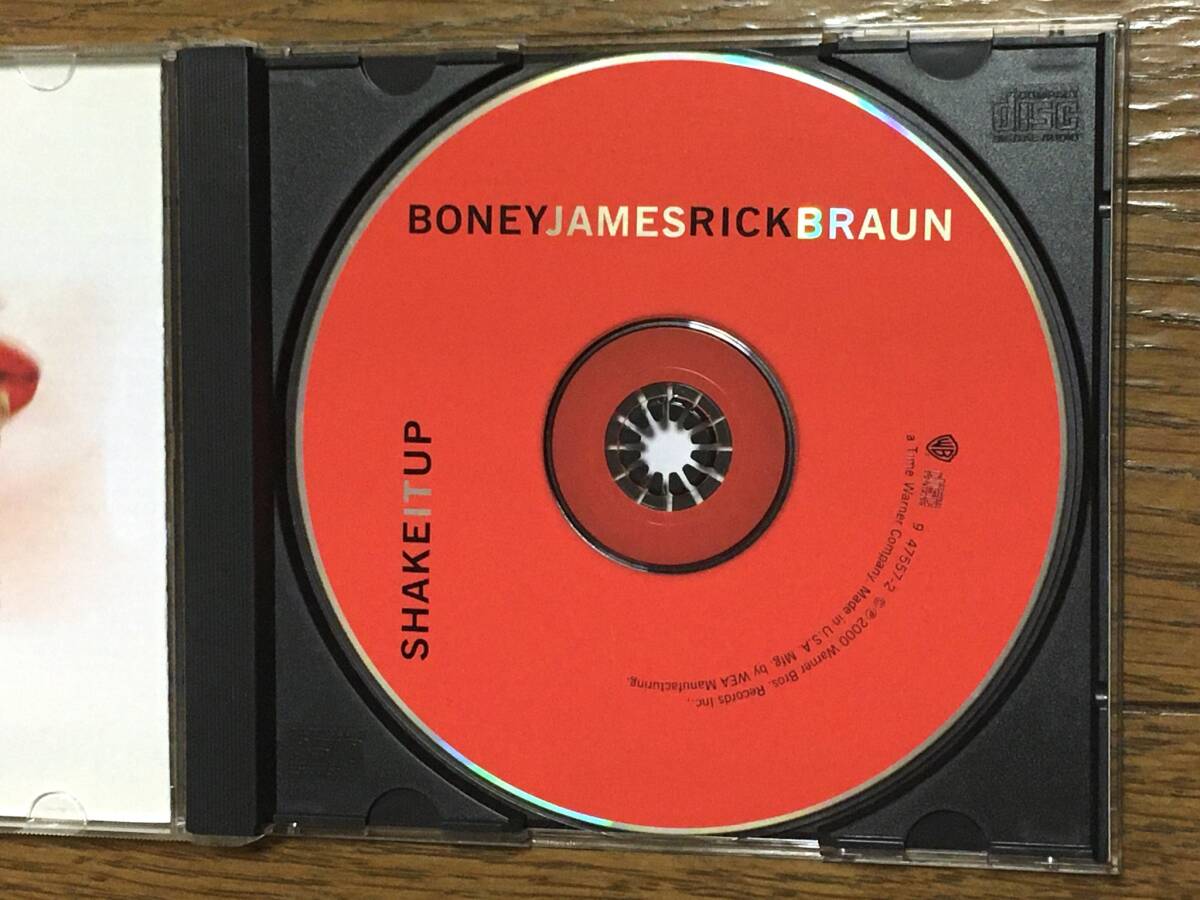 COMPACT
disc
DIGITAL AUDIO
BONEYJAMESRICKBRAUN
SHAKEITUP
WB
9 47557-2 ©℗2000 Warner Bros. Records Inc.,
a Time Warner Company. Made in U.S.A. Mfg. by WEA Manufacturing.